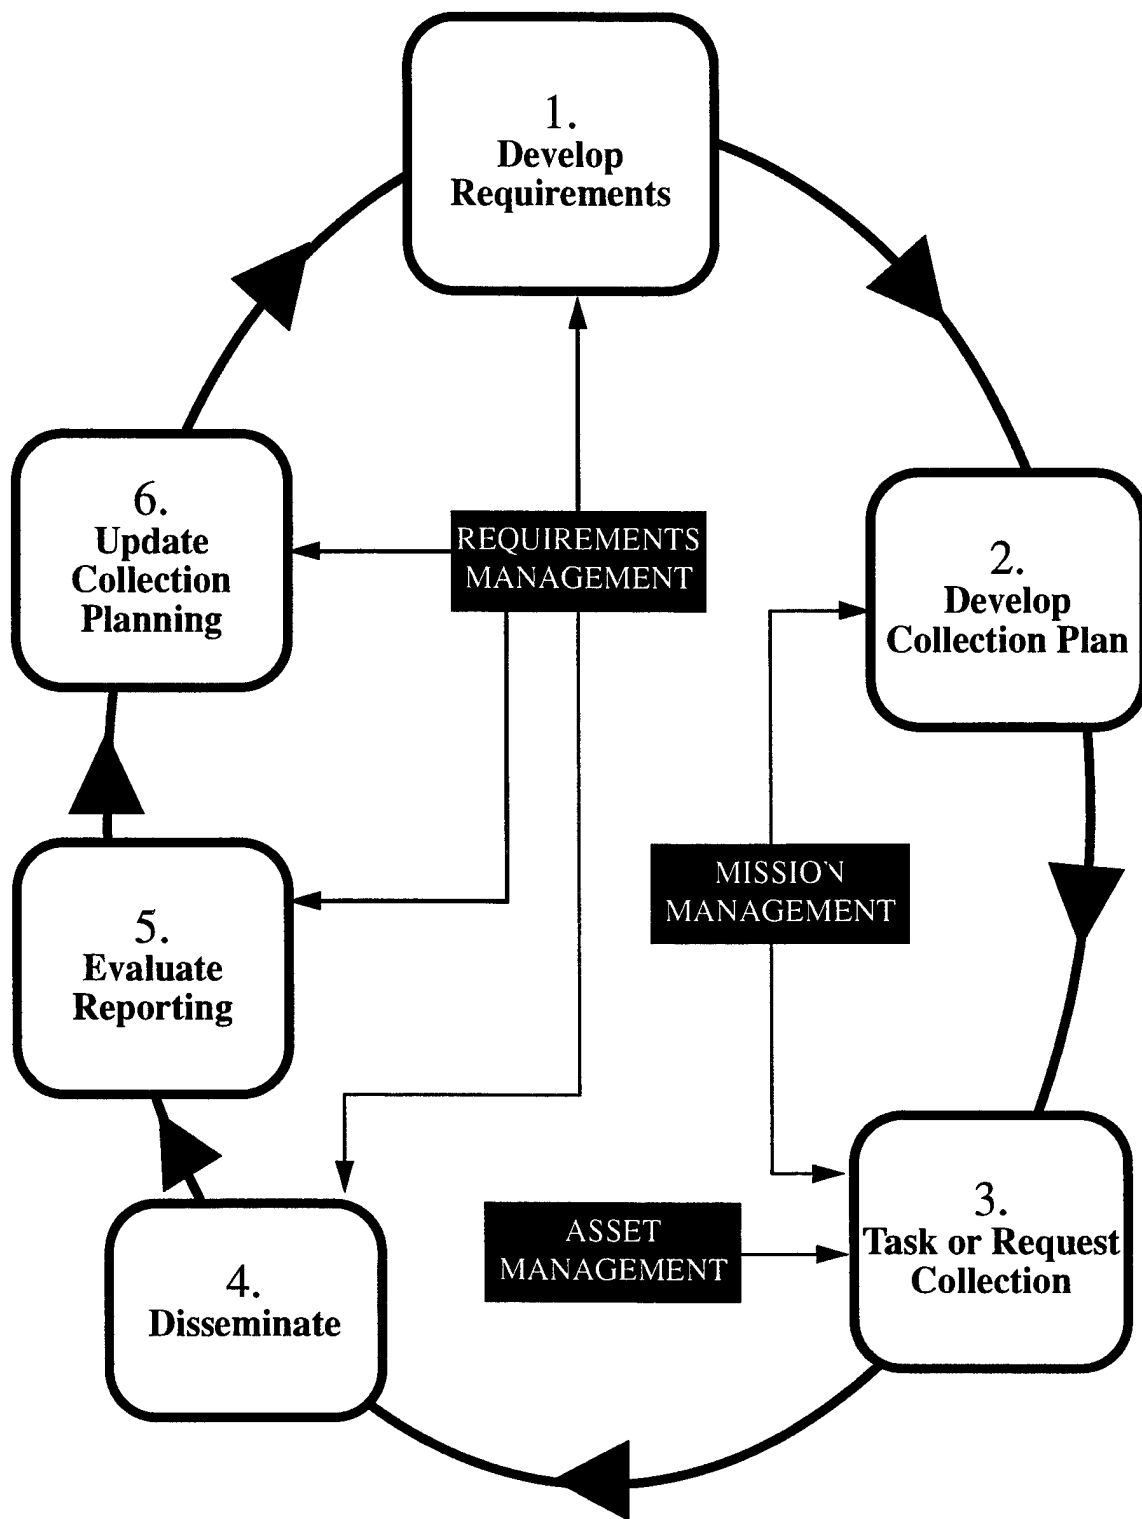 1.
Develop
Requirements
6.
Update
Collection
Planning
REQUIREMENTS
MANAGEMENT
2.
Develop
Collection Plan
MISSION
MANAGEMENT
5.
Evaluate
Reporting
3.
Task or Request
Collection
ASSET
MANAGEMENT
4.
Disseminate